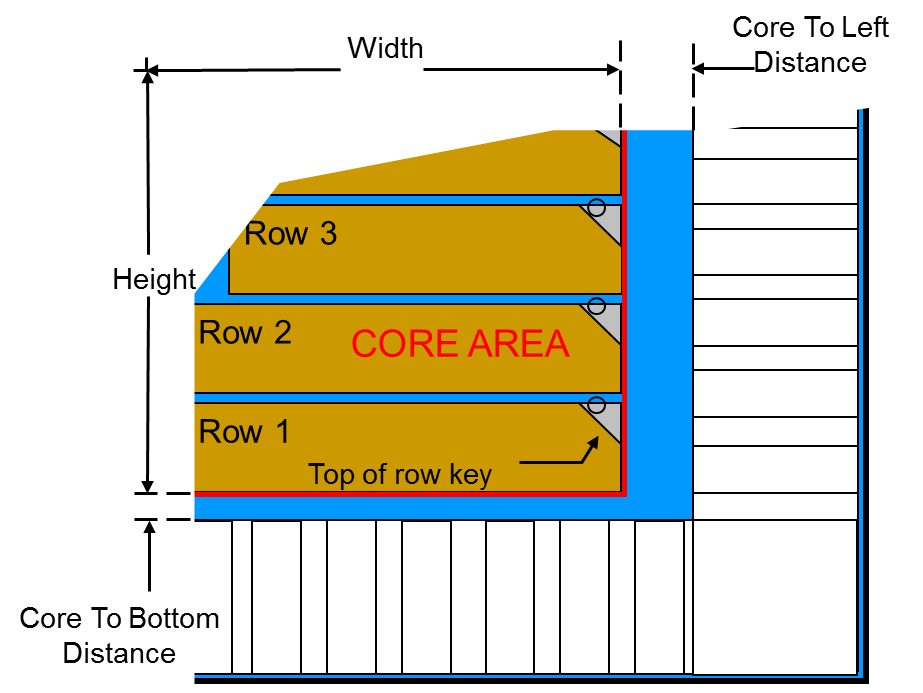 Core To Left
Distance
Width
Row 3
Height
Row 2
CORE AREA
Row 1
Top of row key
Core To Bottom
Distance